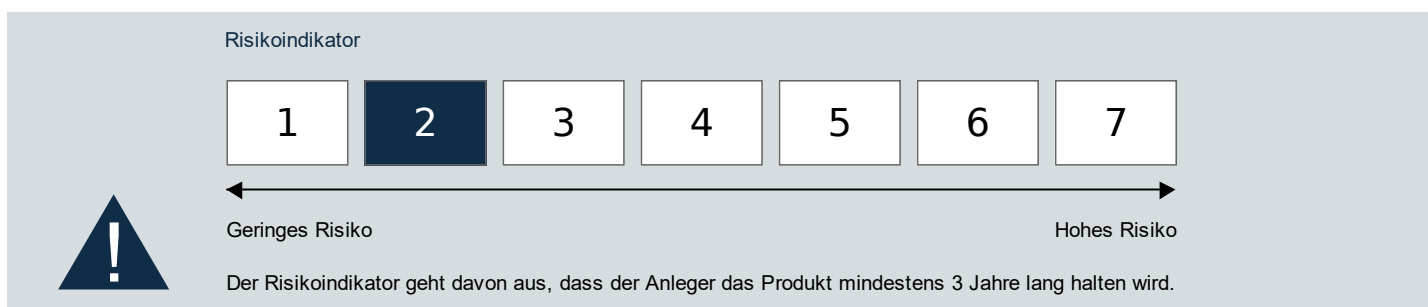 Risikoindikator
1 2 3 4 5 6 7
!
Geringes Risiko Hohes Risiko
Der Risikoindikator geht davon aus, dass der Anleger das Produkt mindestens 3 Jahre lang halten wird.